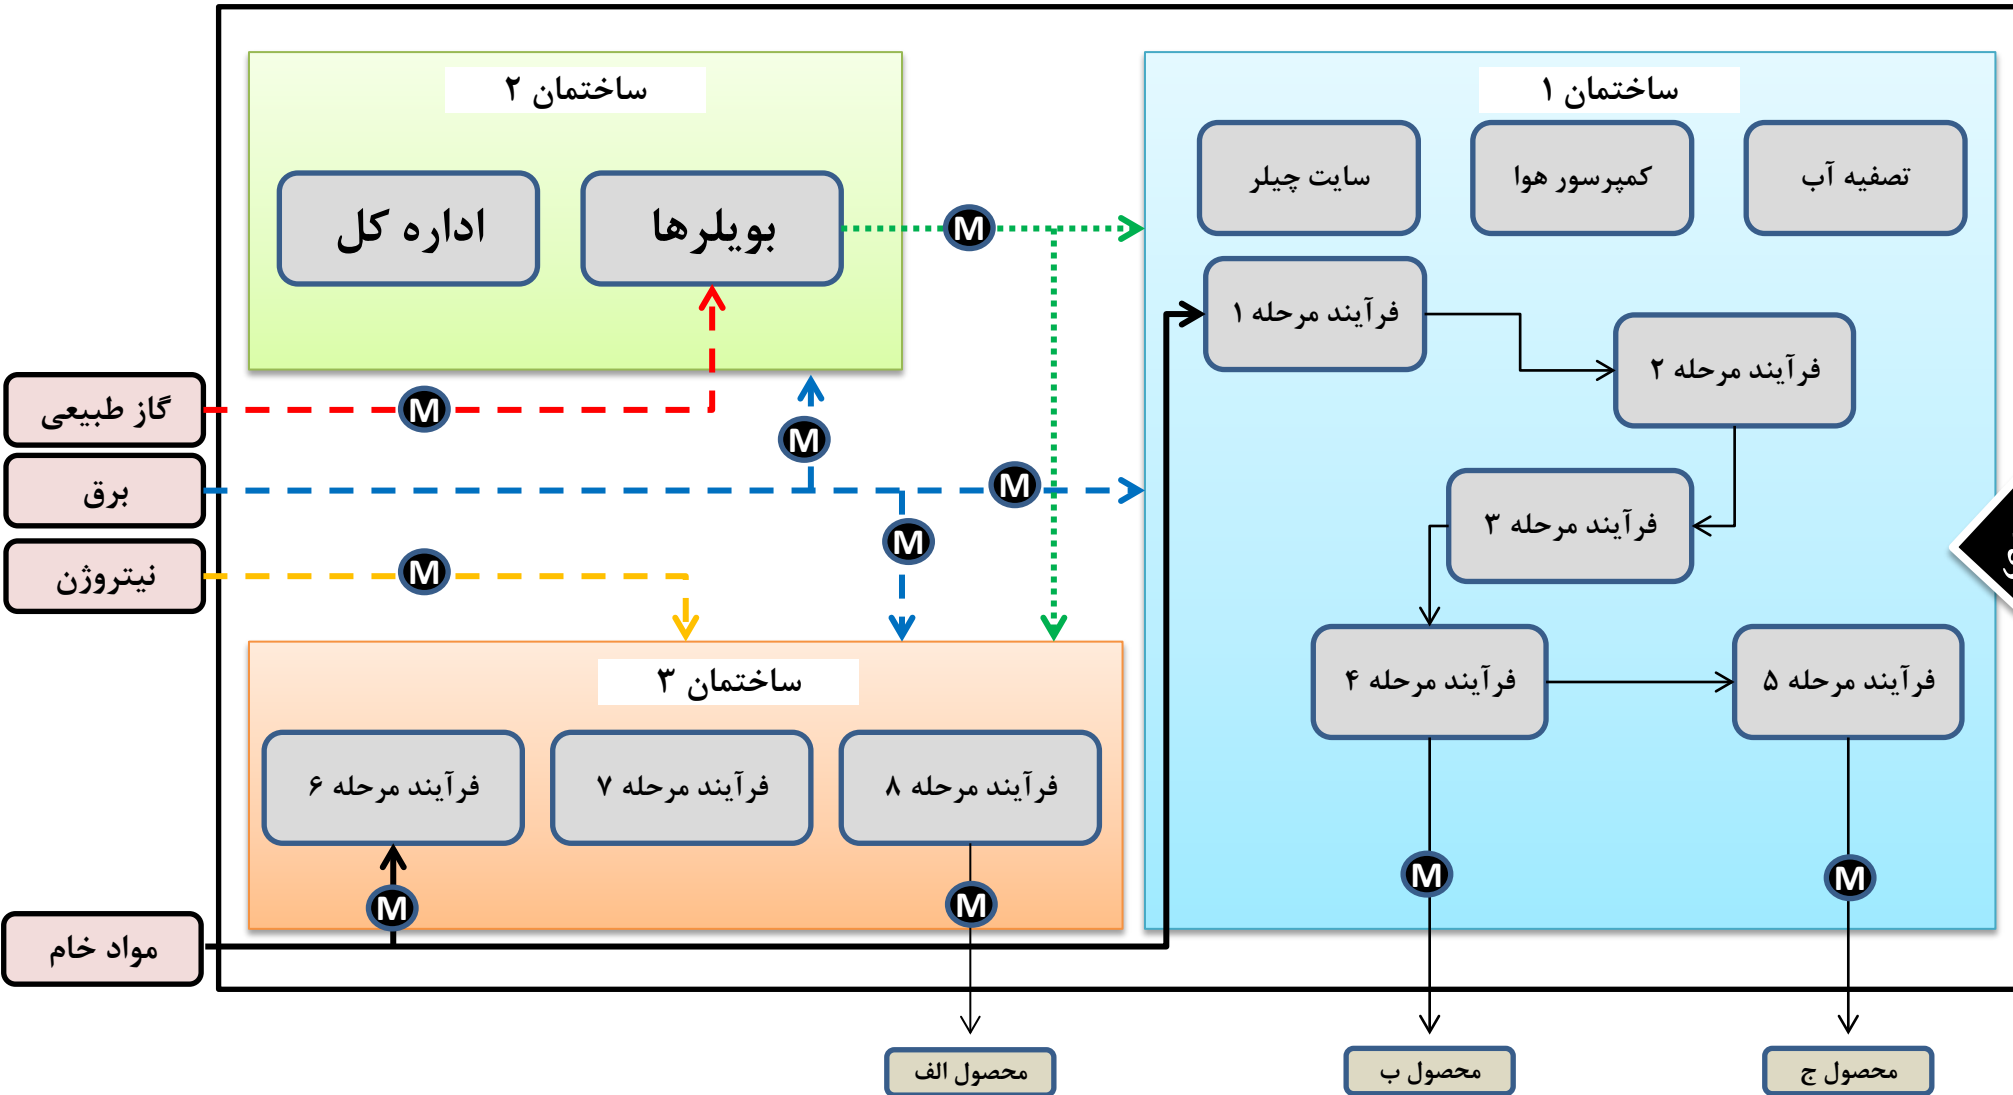 ساختمان ۱
تصفیه آب
کمپرسور هوا
سایت چیلر
فرآیند مرحله ۱
فرآیند مرحله ۲
فرآیند مرحله ۳
فرآیند مرحله ۴
فرآیند مرحله ۵
M
M
ساختمان ۲
بویلرها
اداره کل
M
گاز طبیعی
M
M
برق
M
M
نیتروژن
M
ساختمان ۳
فرآیند مرحله ۸
فرآیند مرحله ۷
فرآیند مرحله ۶
M
M
مواد خام
محصول ج
محصول ب
محصول الف